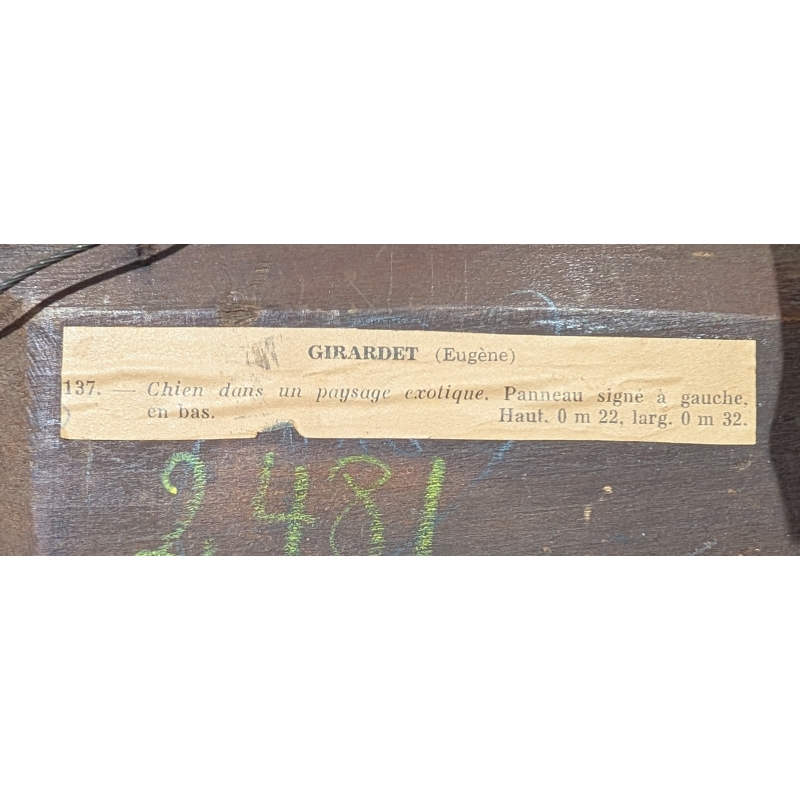 GIRARDET (Eugène)
137. — Chien dans un paysage exotique. Panneau signé à gauche,
en bas. Haut. 0 m 22, larg. 0 m 32.
2481